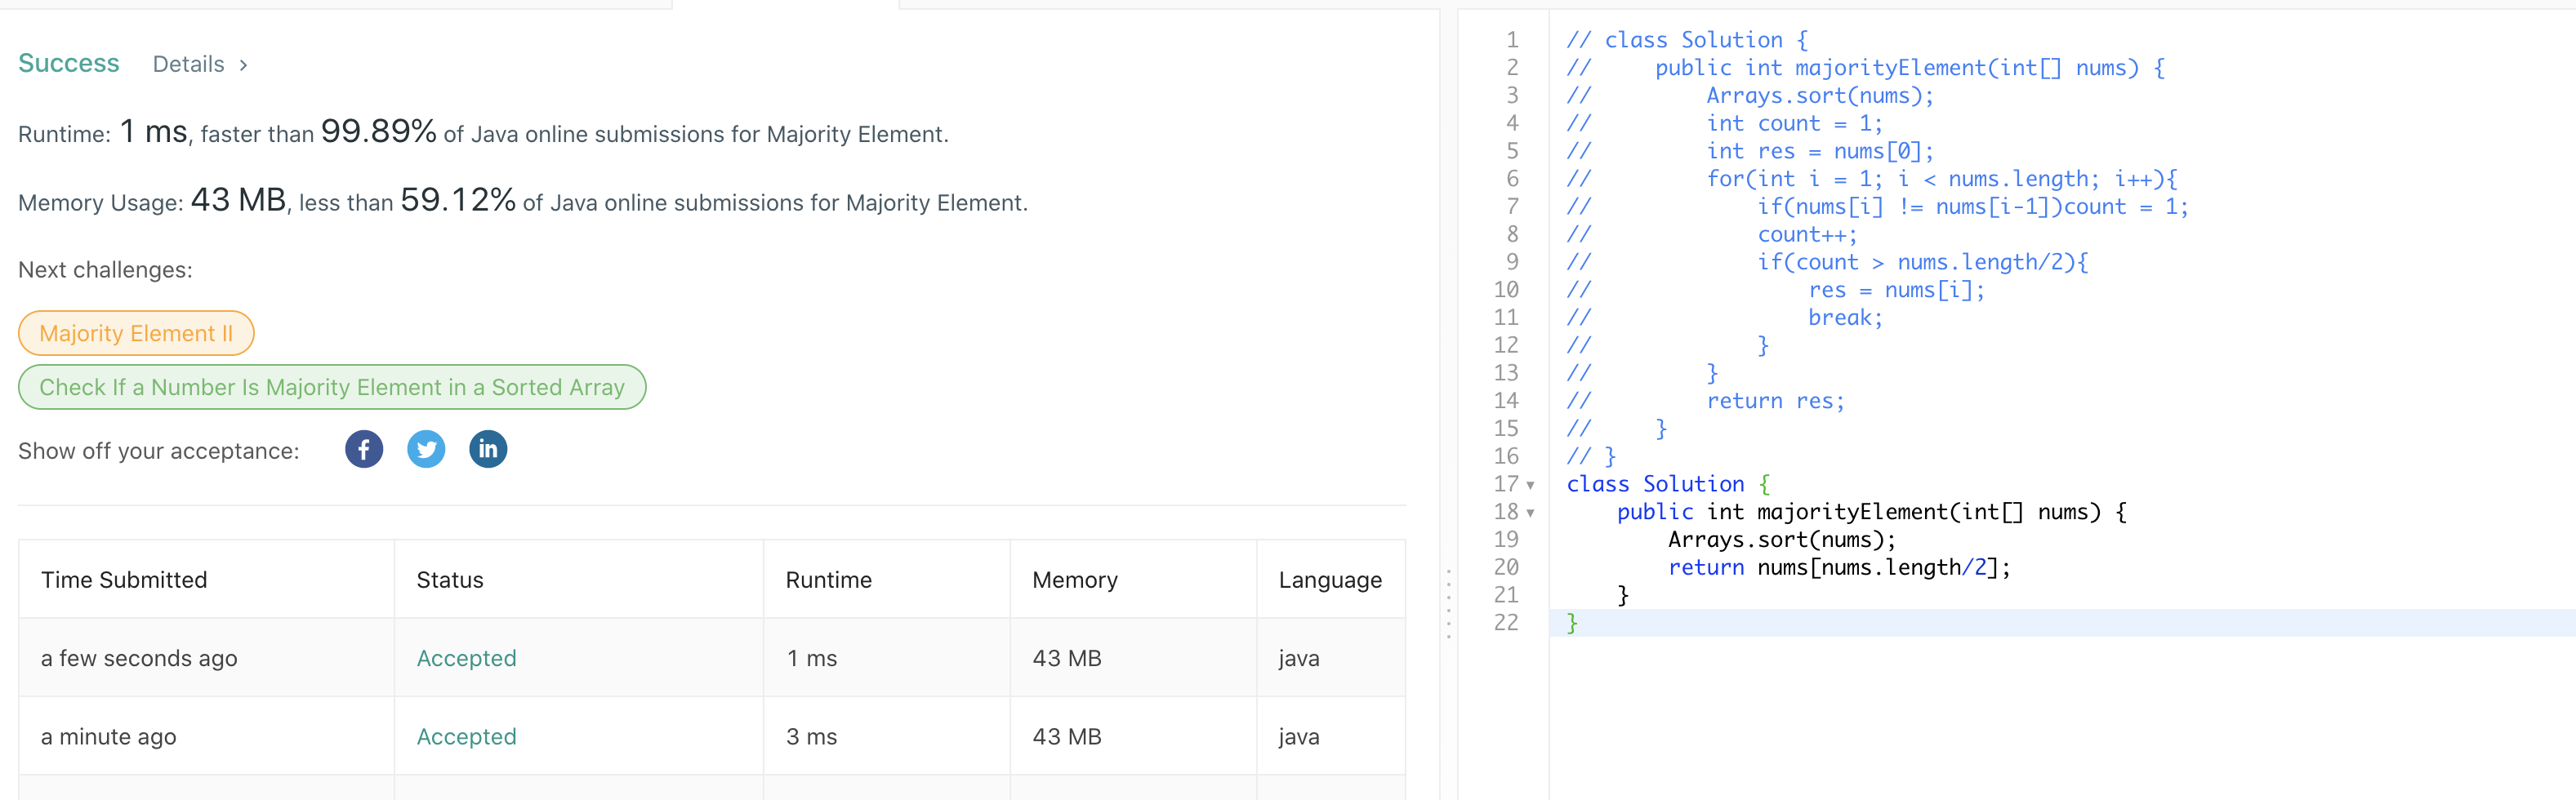 Success Details >
Runtime: 1 ms, faster than 99.89% of Java online submissions for Majority Element.
Memory Usage: 43 MB, less than 59.12% of Java online submissions for Majority Element.
Next challenges:
Majority Element II
Check If a Number Is Majority Element in a Sorted Array
Show off your acceptance: f in
Time Submitted Status Runtime Memory Language
a few seconds ago Accepted 1 ms 43 MB java
a minute ago Accepted 3 ms 43 MB java
1 // class Solution {
2 //     public int majorityElement(int[] nums) {
3 //         Arrays.sort(nums);
4 //         int count = 1;
5 //         int res = nums[0];
6 //         for(int i = 1; i < nums.length; i++){
7 //             if(nums[i] != nums[i-1])count = 1;
8 //             count++;
9 //             if(count > nums.length/2){
10 //                 res = nums[i];
11 //                 break;
12 //             }
13 //         }
14 //         return res;
15 //     }
16 // }
17 class Solution {
18     public int majorityElement(int[] nums) {
19         Arrays.sort(nums);
20         return nums[nums.length/2];
21     }
22 }